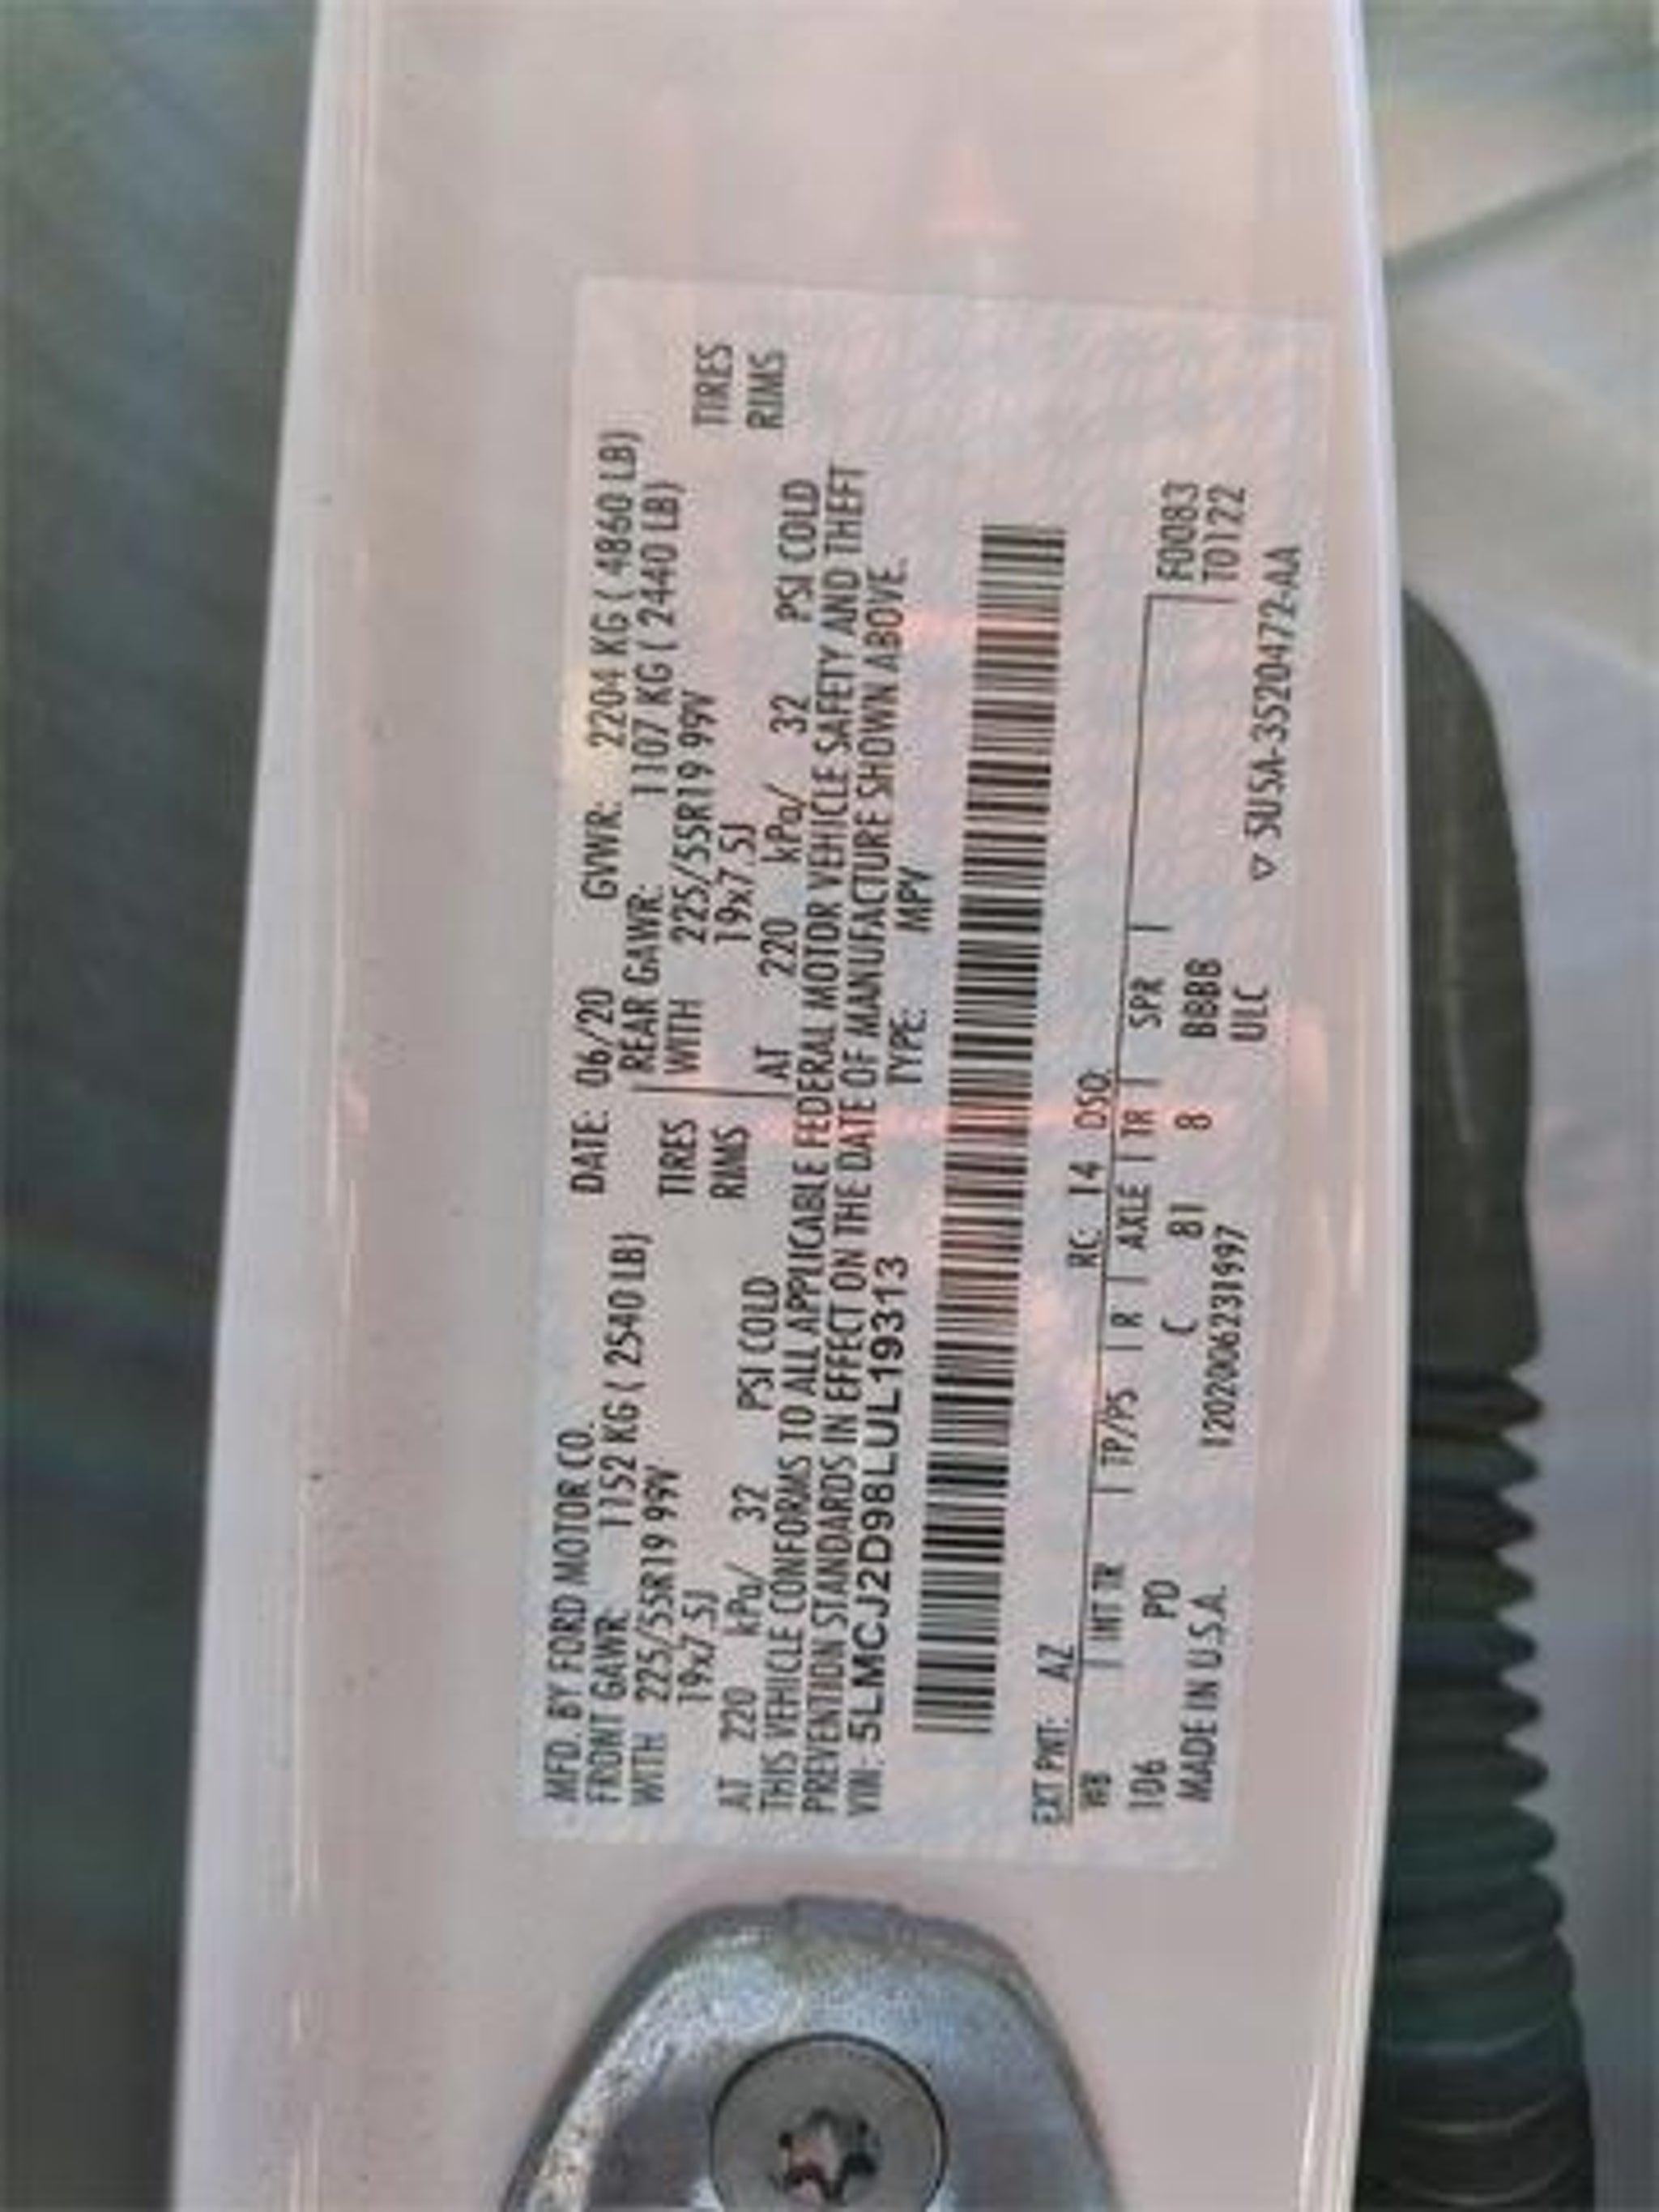 MFD. BY FORD MOTOR CO. DATE: 06/20 GVWR: 2204 KG ( 4860 LB)
FRONT GAWR: 1152 KG ( 2540 LB) REAR GAWR: 1107 KG ( 2440 LB)
WITH 225/55R19 99V TIRES WITH 225/55R19 99V TIRES
19x7.5J RIMS 19x7.5J RIMS
AT 220 kPa/ 32 PSI COLD AT 220 kPa/ 32 PSI COLD
THIS VEHICLE CONFORMS TO ALL APPLICABLE FEDERAL MOTOR VEHICLE SAFETY AND THEFT
PREVENTION STANDARDS IN EFFECT ON THE DATE OF MANUFACTURE SHOWN ABOVE.
VIN: 5LMCJ2D98LUL19313 TYPE: MPV
EXT PNT: AZ RC: 14 DSO:
WB | INT TR | TP/PS | R | AXLE | TR | SPR | F0083
106 PD C 81 8 BBBB T0122
MADE IN U.S.A. 1202006231997 ULC
▽ 5U5A-3520472-AA